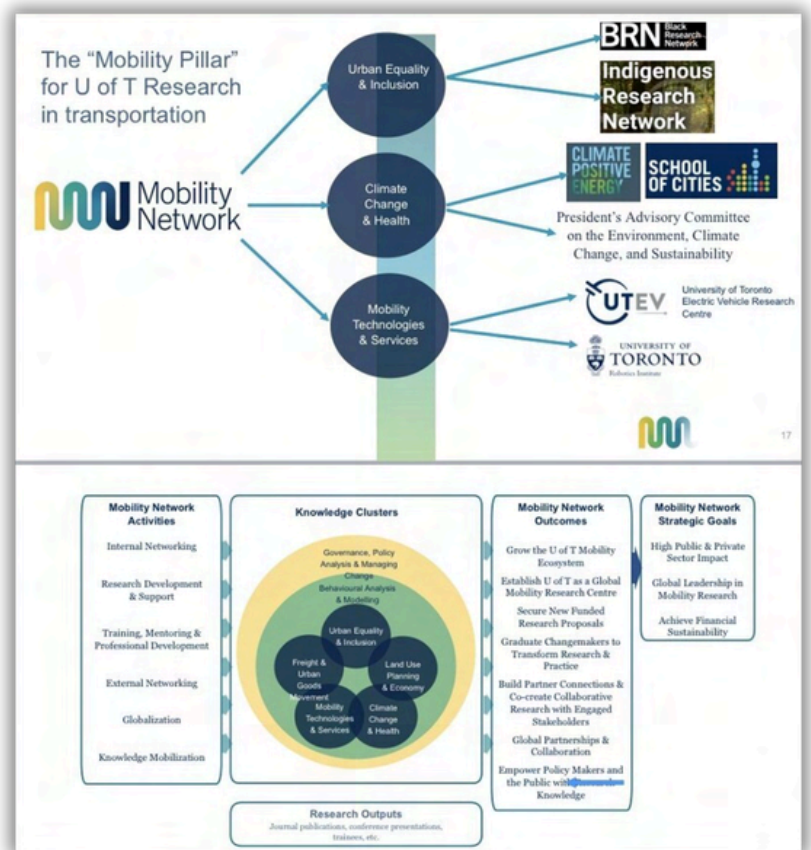 The "Mobility Pillar"
for U of T Research
in transportation
Mobility
Network
Urban Equality
& Inclusion
Climate
Change
& Health
Mobility
Technologies
& Services
BRN Black
Research
Network
Indigenous
Research
Network
CLIMATE
POSITIVE
ENERGY
SCHOOL
OF CITIES
President's Advisory Committee
on the Environment, Climate
Change, and Sustainability
UTEV
University of Toronto
Electric Vehicle Research
Centre
UNIVERSITY OF
TORONTO
Robotics Institute
17
Mobility Network
Activities
Internal Networking
Research Development
& Support
Training, Mentoring &
Professional Development
External Networking
Globalization
Knowledge Mobilization
Knowledge Clusters
Governance, Policy
Analysis & Managing
Change
Behavioural Analysis
& Modelling
Urban Equality
& Inclusion
Freight &
Urban
Goods
Movement
Land Use
Planning
& Economy
Mobility
Technologies
& Services
Climate
Change
& Health
Research Outputs
Journal publications, conference presentations,
trainees, etc.
Mobility Network
Outcomes
Grow the U of T Mobility
Ecosystem
Establish U of T as a Global
Mobility Research Centre
Secure New Funded
Research Proposals
Graduate Changemakers to
Transform Research &
Practice
Build Partner Connections &
Co-create Collaborative
Research with Engaged
Stakeholders
Global Partnerships &
Collaboration
Empower Policy Makers and
the Public with
Knowledge
Mobility Network
Strategic Goals
High Public & Private
Sector Impact
Global Leadership in
Mobility Research
Achieve Financial
Sustainability